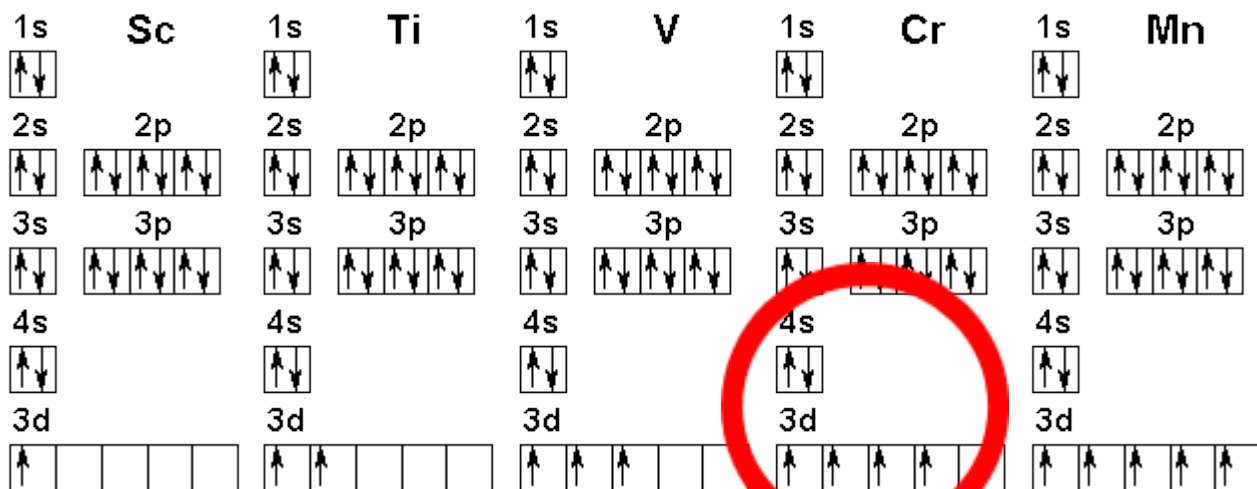 1s Sc 1s Ti 1s V 1s Cr 1s Mn
2s 2p 2s 2p 2s 2p 2s 2p 2s 2p
3s 3p 3s 3p 3s 3p 3s 3p 3s 3p
4s 4s 4s 4s 4s
3d 3d 3d 3d 3d